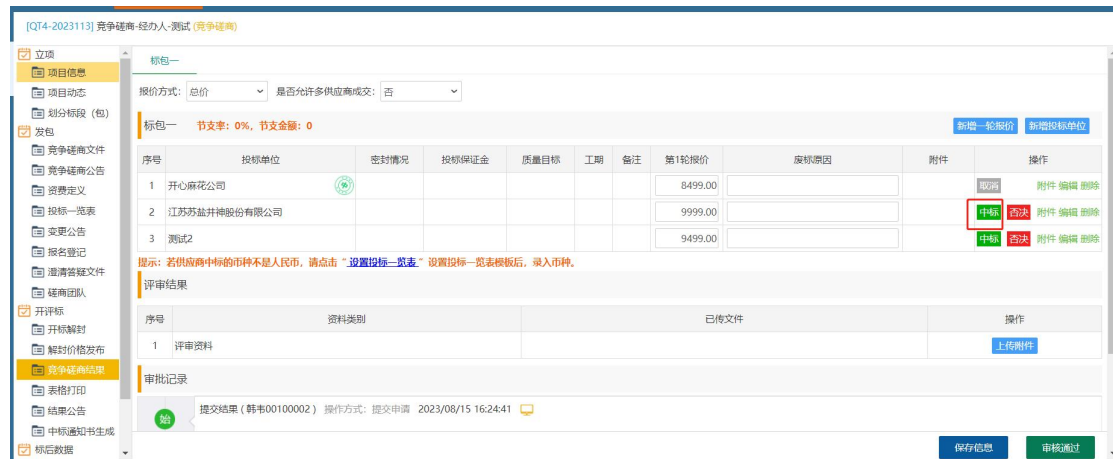 [QT4-2023113] 竞争磋商-经办人-测试 (竞争磋商)
立项
项目信息
项目动态
划分标段（包）
发包
竞争磋商文件
竞争磋商公告
资费定义
投标一览表
变更公告
报名登记
澄清答疑文件
磋商团队
开评标
开标解封
解封价格发布
竞争磋商结果
表格打印
结果公告
中标通知书生成
标后数据
标包一
报价方式： 总价 是否允许多供应商成交： 否
标包一 节支率：0%，节支金额：0 新增一轮报价 新增投标单位
序号 投标单位 密封情况 投标保证金 质量目标 工期 备注 第1轮报价 废标原因 附件 操作
1 开心麻花公司 8499.00 取消 附件 编辑 删除
2 江苏苏盐井神股份有限公司 9999.00 中标 否决 附件 编辑 删除
3 测试2 9499.00 中标 否决 附件 编辑 删除
提示：若供应商中标的币种不是人民币，请点击“ 设置投标一览表 ”设置投标一览表模板后，录入币种。
评审结果
序号 资料类别 已传文件 操作
1 评审资料 上传附件
审批记录
始 提交结果 ( 韩韦00100002 ) 操作方式：提交申请 2023/08/15 16:24:41
保存信息 审核通过